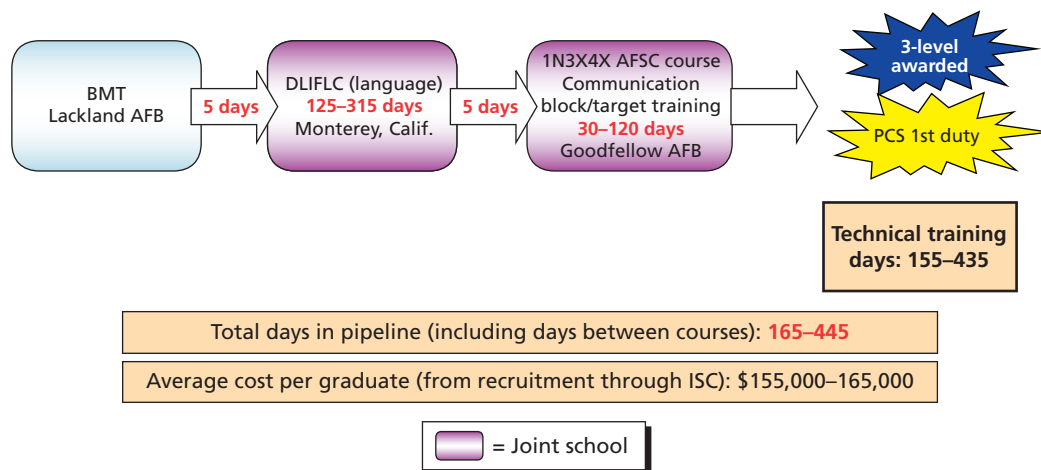 BMT
Lackland AFB
5 days
DLIFLC (language)
125–315 days
Monterey, Calif.
5 days
1N3X4X AFSC course
Communication
block/target training
30–120 days
Goodfellow AFB
3-level
awarded
PCS 1st duty
Technical training
days: 155–435
Total days in pipeline (including days between courses): 165–445
Average cost per graduate (from recruitment through ISC): $155,000–165,000
= Joint school